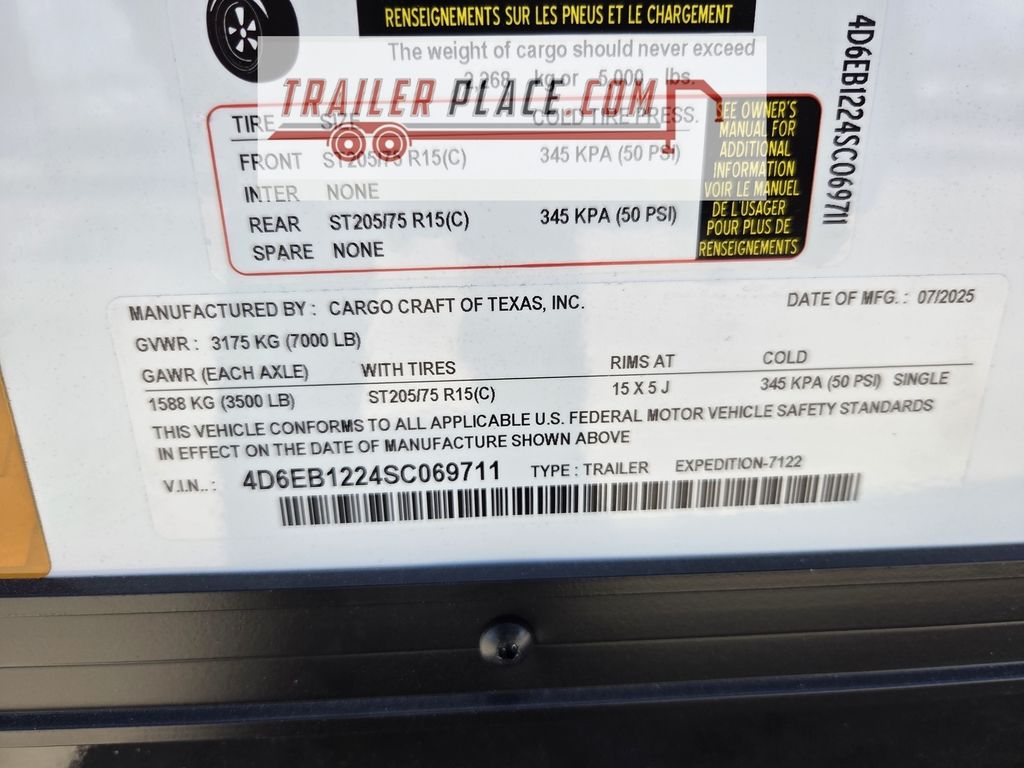 RENSEIGNEMENTS SUR LES PNEUS ET LE CHARGEMENT
The weight of cargo should never exceed
2,268 kg or 5,000 lbs.
TRAILER PLACE.COM
TIRE SIZE COLD TIRE PRESS.
FRONT ST205/75 R15(C) 345 KPA (50 PSI)
INTER NONE
REAR ST205/75 R15(C) 345 KPA (50 PSI)
SPARE NONE
SEE OWNER'S
MANUAL FOR
ADDITIONAL
INFORMATION
VOIR LE MANUEL
DE L'USAGER
POUR PLUS DE
RENSEIGNEMENTS
4D6EB1224SC069711
MANUFACTURED BY : CARGO CRAFT OF TEXAS, INC. DATE OF MFG. : 07/2025
GVWR : 3175 KG (7000 LB)
GAWR (EACH AXLE) WITH TIRES RIMS AT COLD
1588 KG (3500 LB) ST205/75 R15(C) 15 X 5 J 345 KPA (50 PSI) SINGLE
THIS VEHICLE CONFORMS TO ALL APPLICABLE U.S. FEDERAL MOTOR VEHICLE SAFETY STANDARDS
IN EFFECT ON THE DATE OF MANUFACTURE SHOWN ABOVE
V.I.N.. : 4D6EB1224SC069711 TYPE : TRAILER EXPEDITION-7122